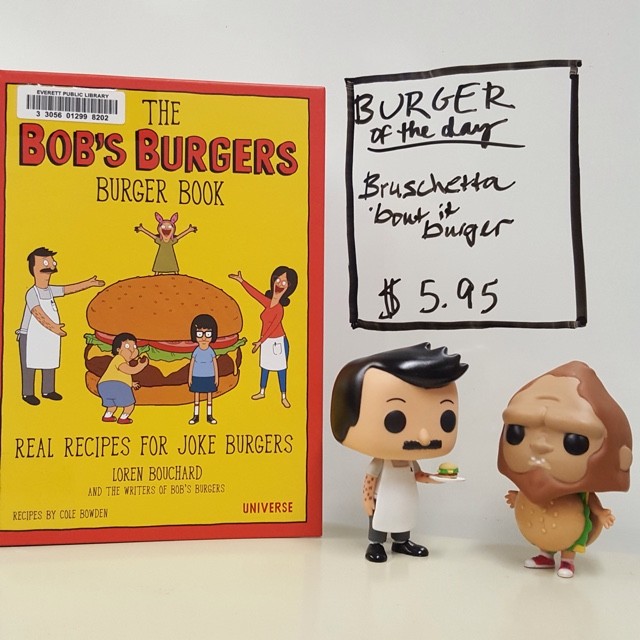 EVERETT PUBLIC LIBRARY
3 3056 01299 8202
THE
BOB'S BURGERS
BURGER BOOK
REAL RECIPES FOR JOKE BURGERS
LOREN BOUCHARD
AND THE WRITERS OF BOB'S BURGERS
RECIPES BY COLE BOWDEN
UNIVERSE
BURGER
of the day
Bruschetta
'bout it
burger
$ 5.95